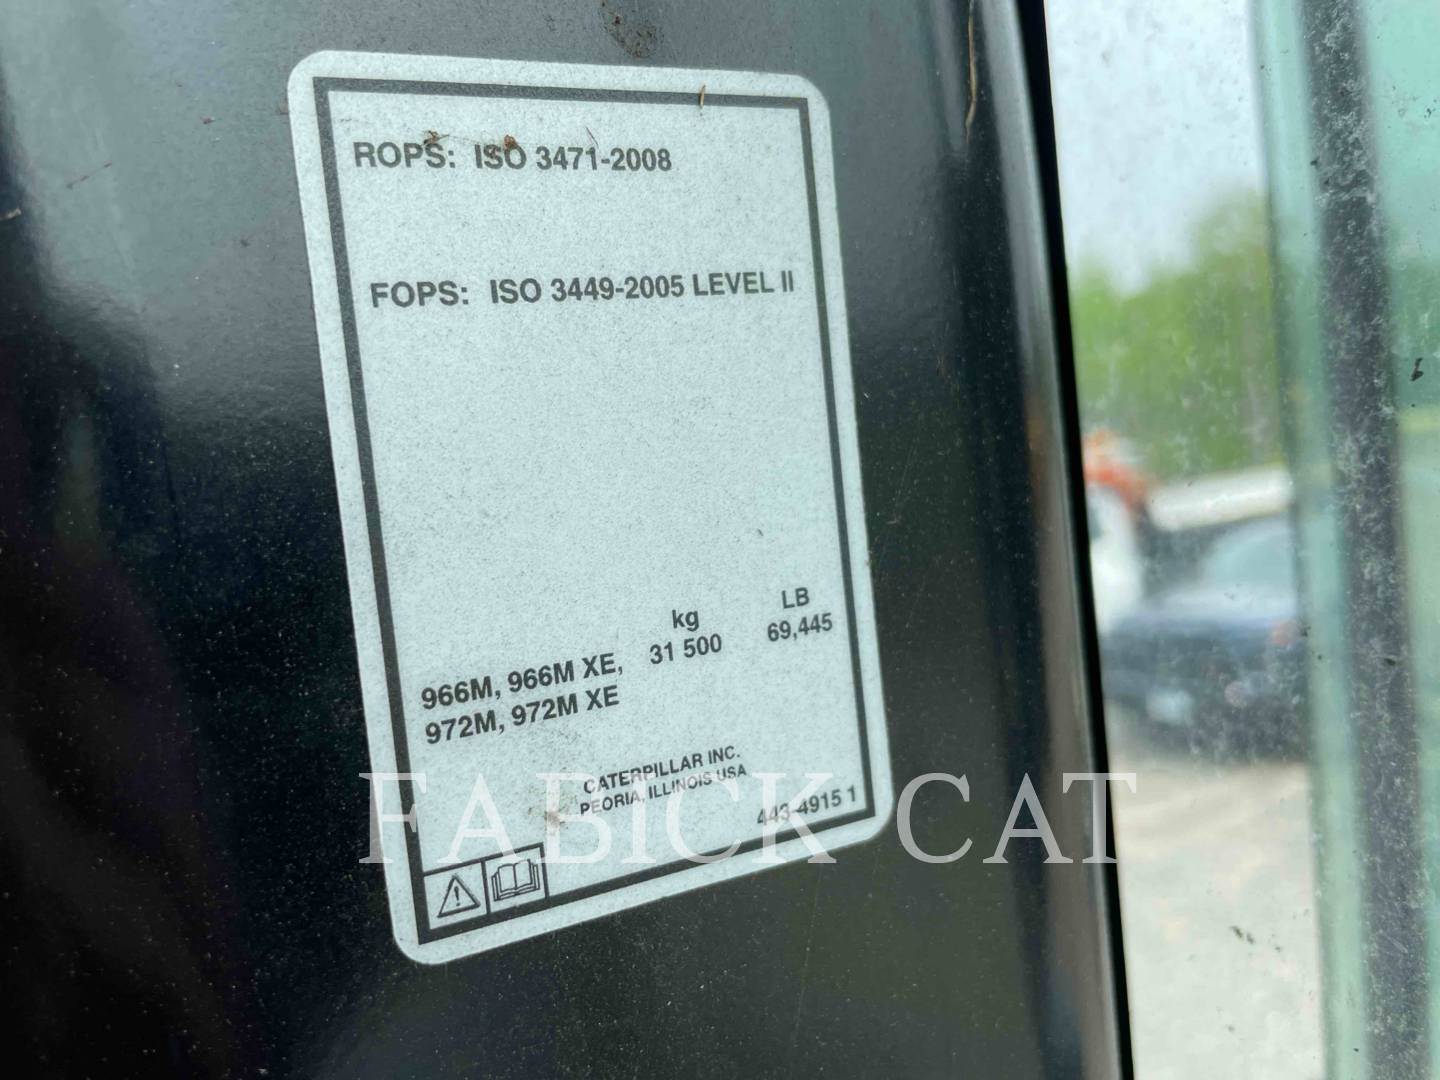 ROPS: ISO 3471-2008
FOPS: ISO 3449-2005 LEVEL II
kg LB
966M, 966M XE, 31 500 69,445
972M, 972M XE
CATERPILLAR INC.
PEORIA, ILLINOIS USA
443-4915 1
FABICK CAT